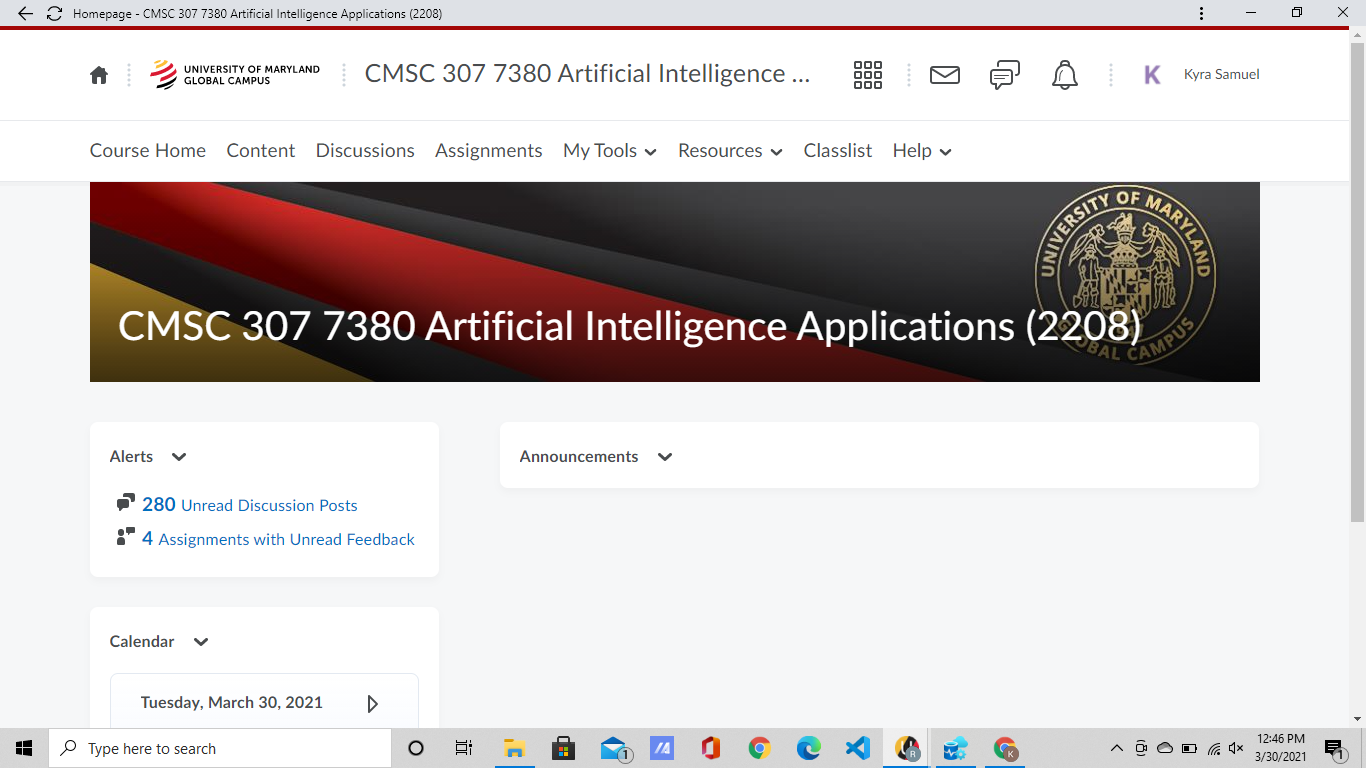 Homepage - CMSC 307 7380 Artificial Intelligence Applications (2208)
UNIVERSITY OF MARYLAND
GLOBAL CAMPUS
CMSC 307 7380 Artificial Intelligence ...
K
Kyra Samuel
Course Home Content Discussions Assignments My Tools Resources Classlist Help
UNIVERSITY OF MARYLAND
GLOBAL CAMPUS
CMSC 307 7380 Artificial Intelligence Applications (2208)
Alerts
280 Unread Discussion Posts
4 Assignments with Unread Feedback
Announcements
Calendar
Tuesday, March 30, 2021
Type here to search
1
R
K
12:46 PM
3/30/2021
1